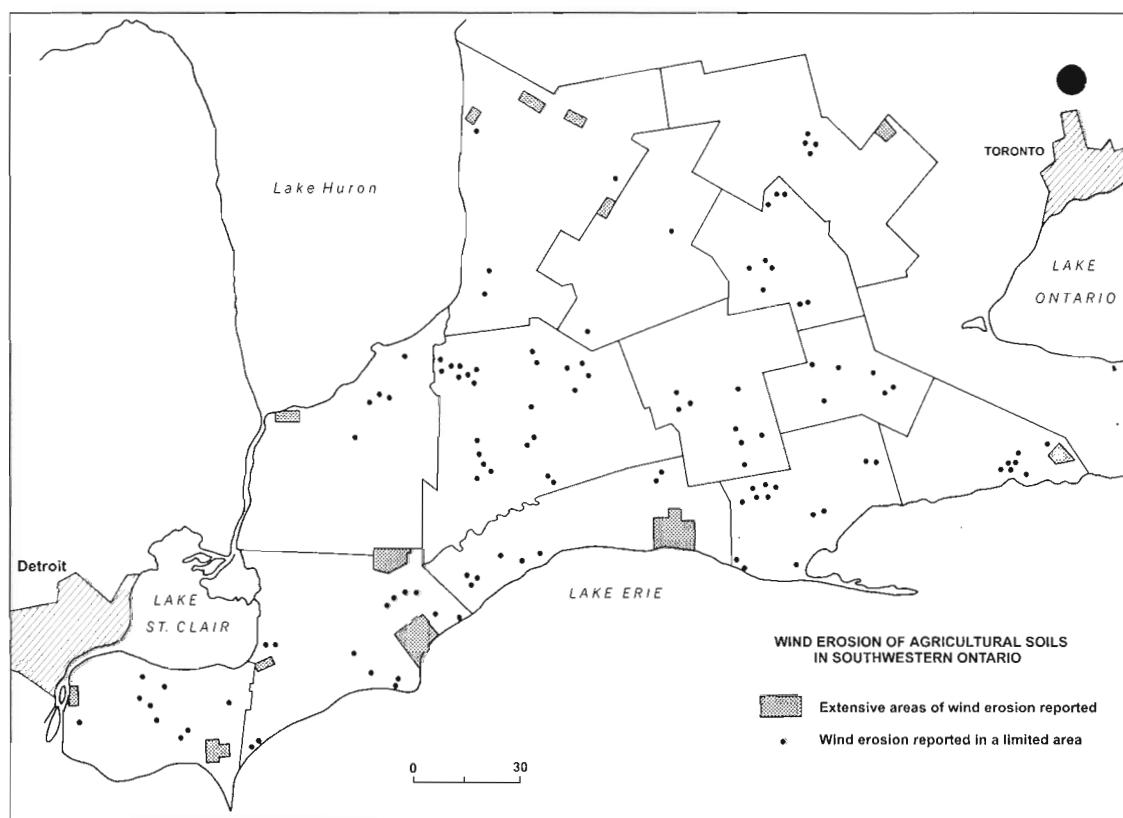 Lake Huron
TORONTO
LAKE
ONTARIO
Detroit
LAKE
ST. CLAIR
LAKE ERIE
WIND EROSION OF AGRICULTURAL SOILS
IN SOUTHWESTERN ONTARIO
Extensive areas of wind erosion reported
Wind erosion reported in a limited area
0 30